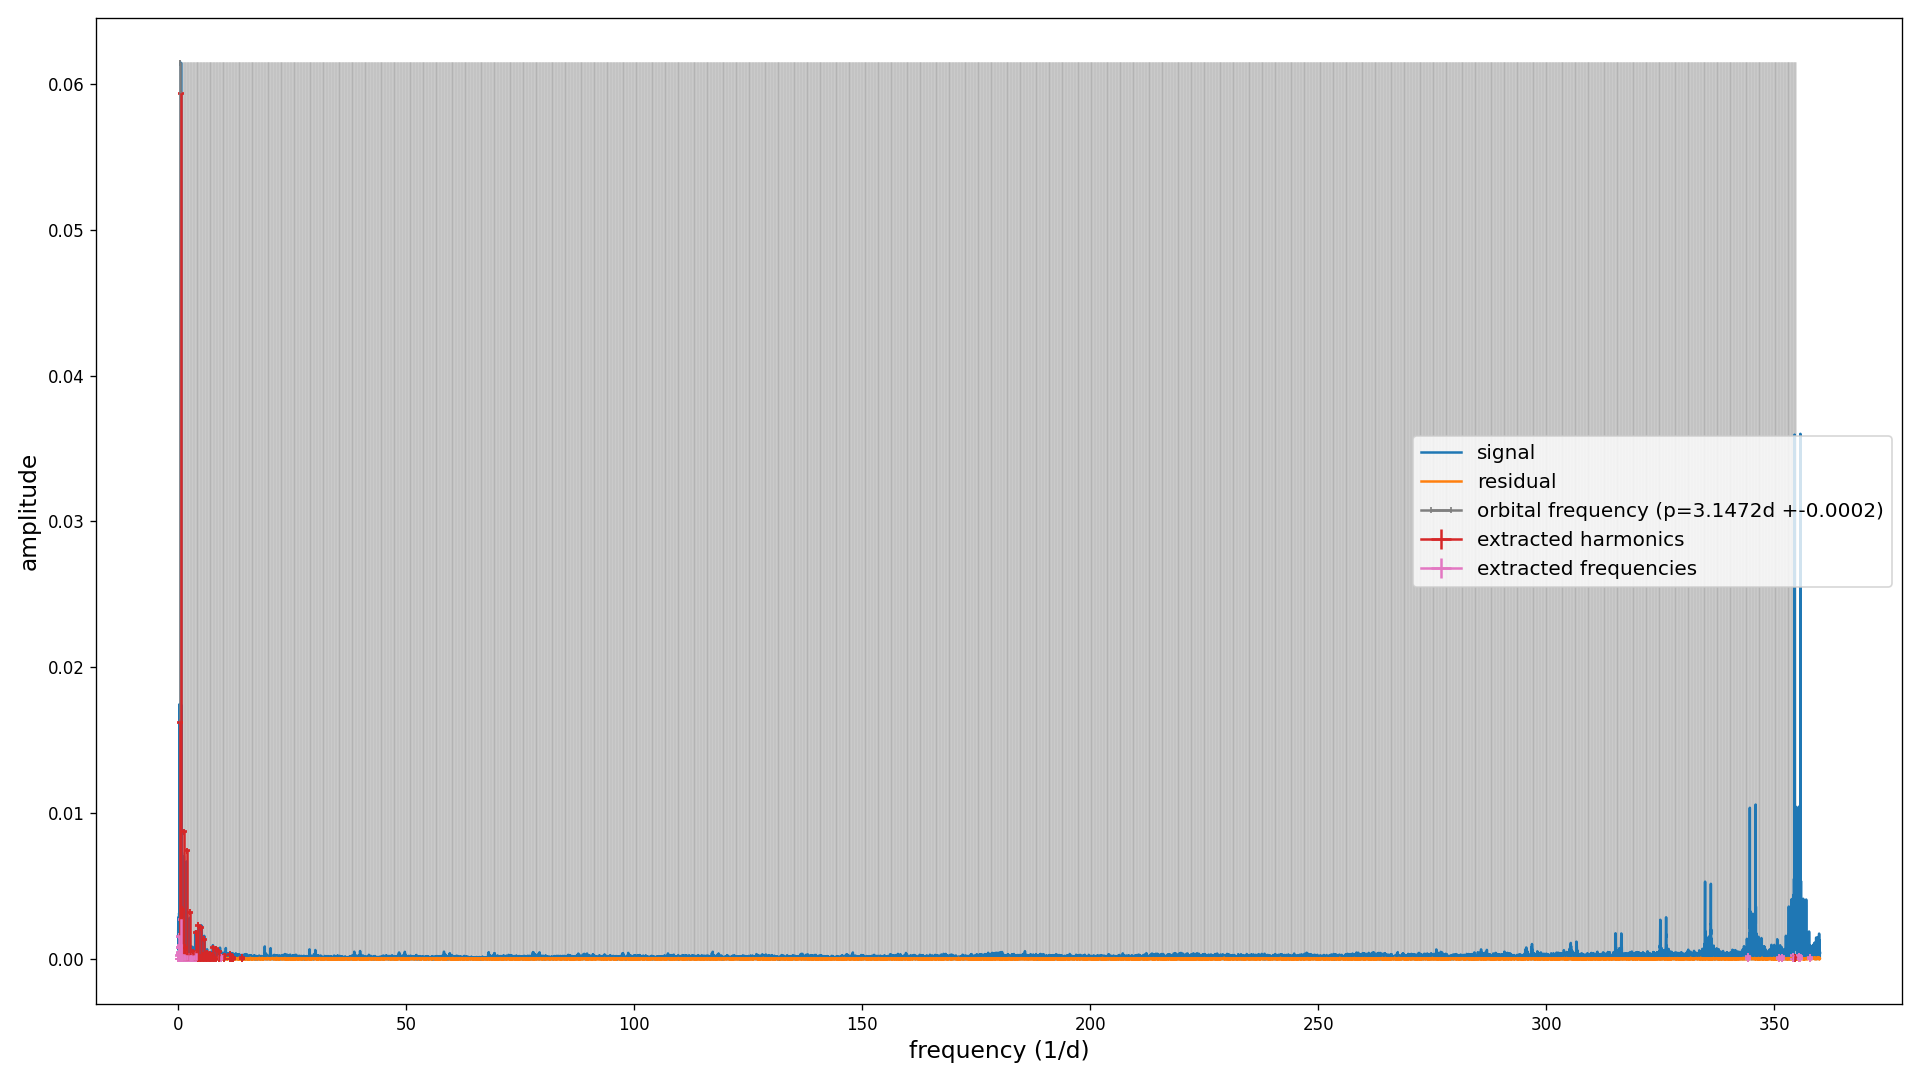 0.06
0.05
0.04
0.03
0.02
0.01
0.00
amplitude
signal
residual
orbital frequency (p=3.1472d +-0.0002)
extracted harmonics
extracted frequencies
0 50 100 150 200 250 300 350
frequency (1/d)